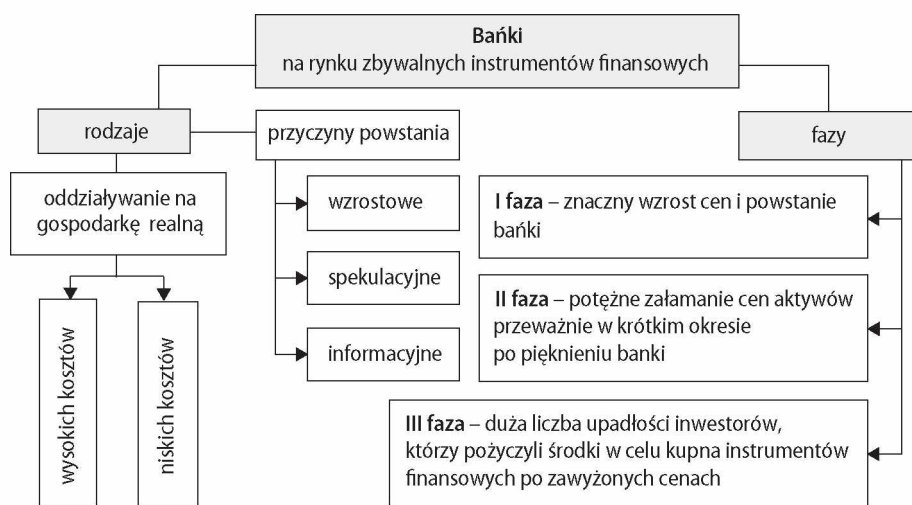 Bańki
na rynku zbywalnych instrumentów finansowych
rodzaje
przyczyny powstania
fazy
oddziaływanie na
gospodarkę realną
wzrostowe
spekulacyjne
informacyjne
wysokich kosztów
niskich kosztów
I faza – znaczny wzrost cen i powstanie
bańki
II faza – potężne załamanie cen aktywów
przeważnie w krótkim okresie
po pięknieniu banki
III faza – duża liczba upadłości inwestorów,
którzy pożyczyli środki w celu kupna instrumentów
finansowych po zawyżonych cenach